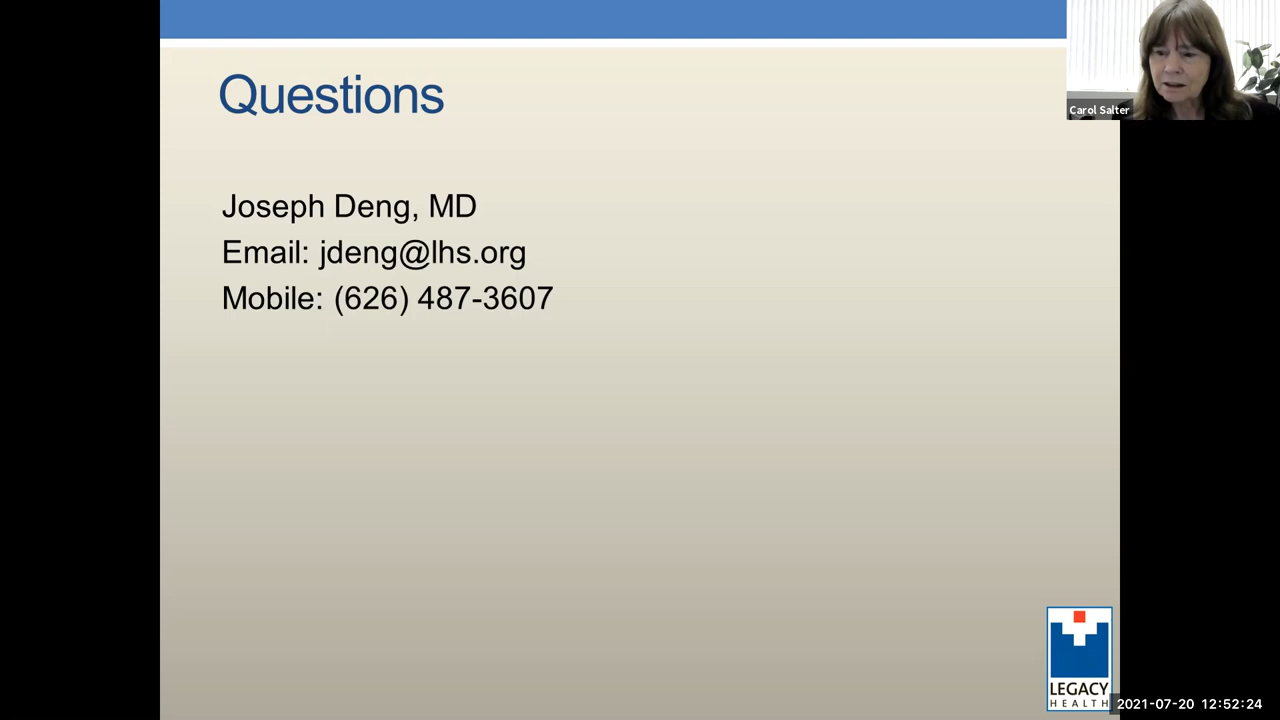 Questions
Joseph Deng, MD
Email: jdeng@lhs.org
Mobile: (626) 487-3607
Carol Salter
LEGACY
HEALTH
2021-07-20 12:52:24